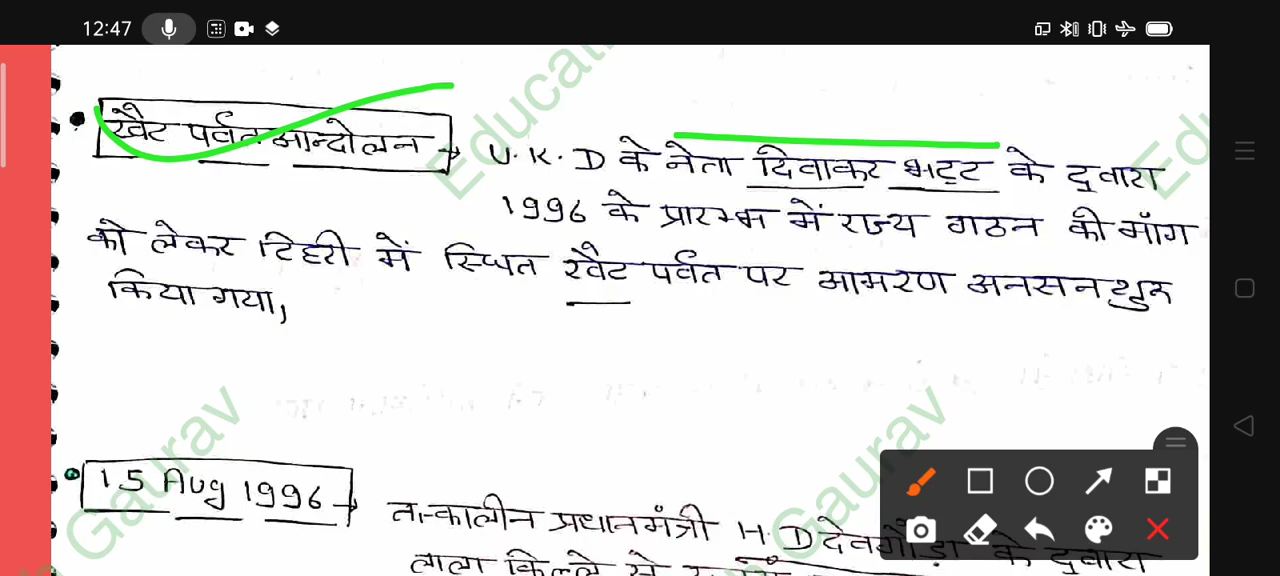 12:47
Educati
खैट पर्वत आन्दोलन → U.K.D के नेता दिवाकर भट्ट के द्वारा
1996 के प्रारम्भ में राज्य गठन की माँग
को लेकर टिहरी में स्थित खैट पर्वत पर आमरण अनसन शुरू
किया गया,
Gaurav
Gaurav
15 Aug 1996 → तत्कालीन प्रधानमंत्री H.D देवगौड़ा के द्वारा
लाल किल्ले से